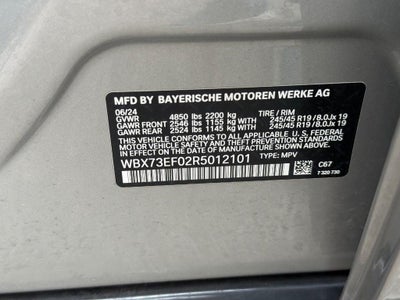 MFD BY BAYERISCHE MOTOREN WERKE AG
06/24
GVWR 4850 lbs 2200 kg TIRE / RIM
GAWR FRONT 2546 lbs 1155 kg 245/45 R19 / 8.0Jx 19
GAWR REAR 2524 lbs 1145 kg 245/45 R19 / 8.0Jx 19
THIS VEHICLE CONFORMS TO ALL APPLICABLE FEDERAL MOTOR VEHICLE
SAFETY, BUMPER, AND THEFT PREVENTION STANDARDS IN EFFECT
ON THE DATE OF MANUFACTURE SHOWN ABOVE.
WBX73EF02R5012101 TYPE: MPV
C67
7 320 730